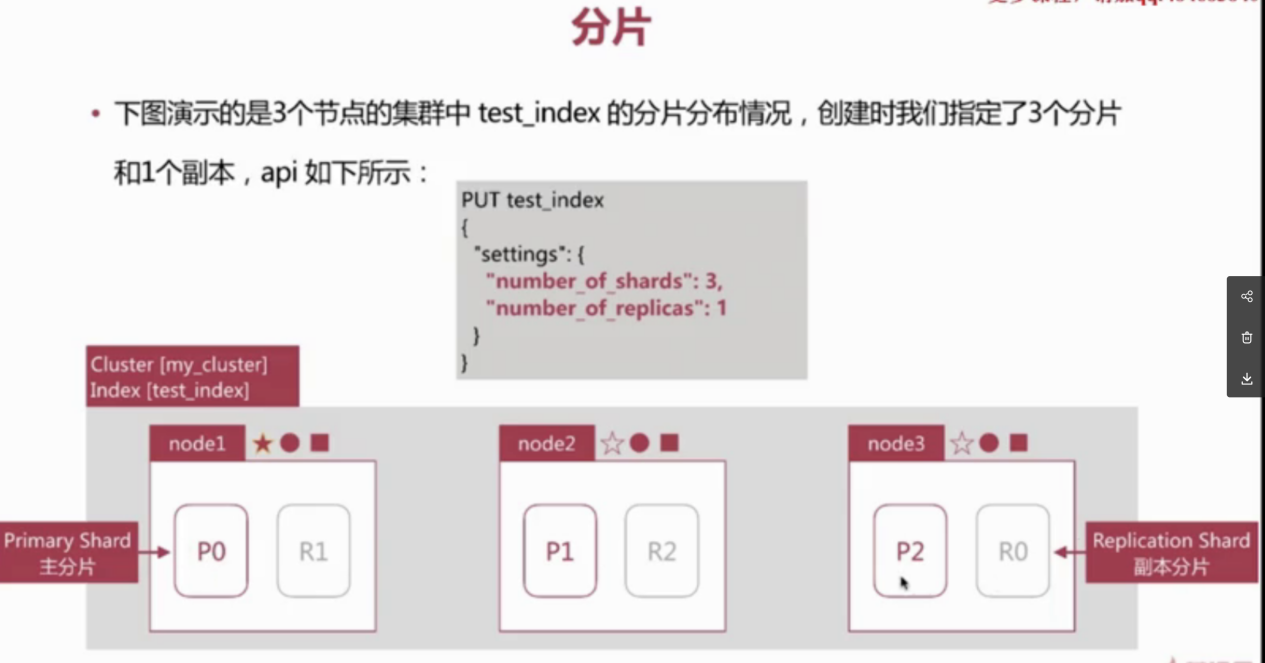 分片
• 下图演示的是3个节点的集群中 test_index 的分片分布情况，创建时我们指定了3个分片
和1个副本，api 如下所示：
PUT test_index
{
"settings": {
"number_of_shards": 3,
"number_of_replicas": 1
}
}
Cluster [my_cluster]
Index [test_index]
node1
node2
node3
Primary Shard
主分片
P0
R1
P1
R2
P2
R0
Replication Shard
副本分片